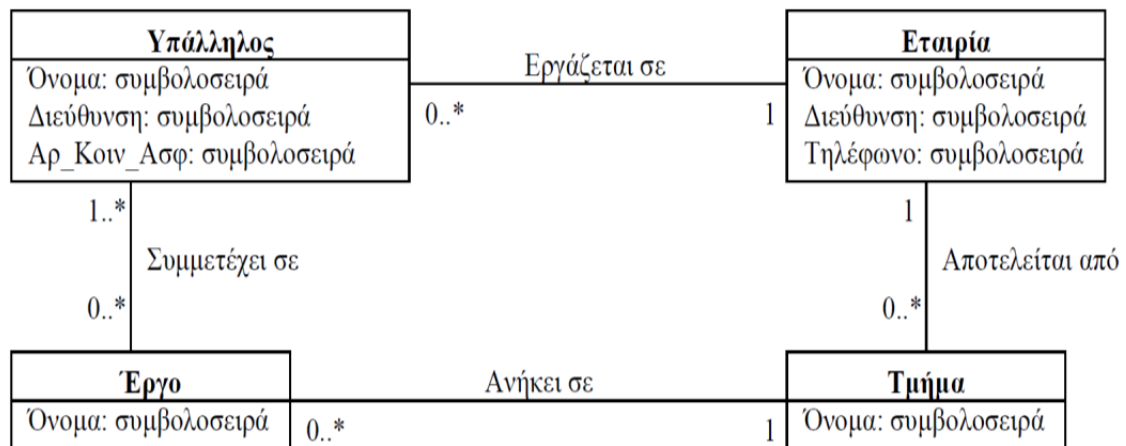 Υπάλληλος
Όνομα: συμβολοσειρά
Διεύθυνση: συμβολοσειρά
Αρ_Κοιν_Ασφ: συμβολοσειρά
Εργάζεται σε
0..*
1
Εταιρία
Όνομα: συμβολοσειρά
Διεύθυνση: συμβολοσειρά
Τηλέφωνο: συμβολοσειρά
1..*
Συμμετέχει σε
0..*
1
Αποτελείται από
0..*
Έργο
Όνομα: συμβολοσειρά
Ανήκει σε
0..*
1
Τμήμα
Όνομα: συμβολοσειρά